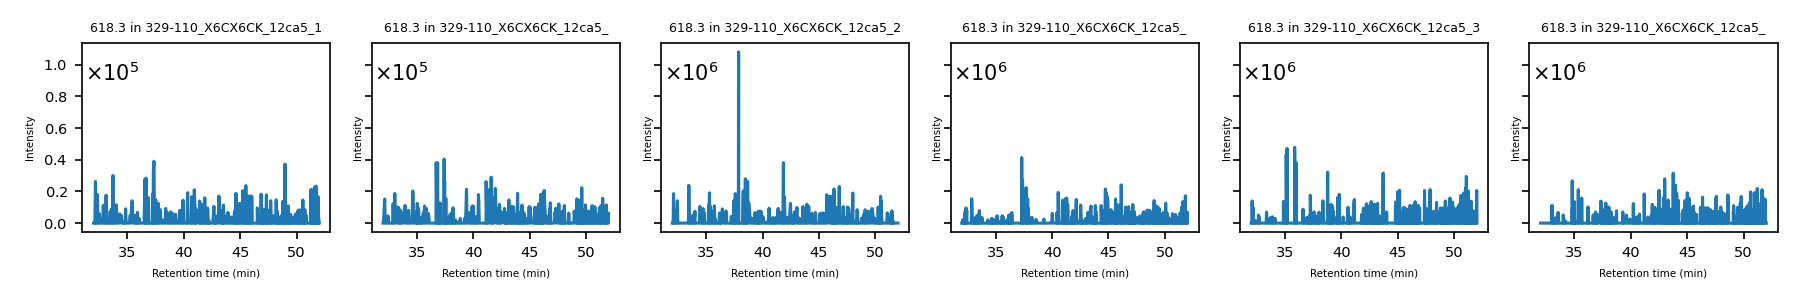 618.3 in 329-110_X6CX6CK_12ca5_1
618.3 in 329-110_X6CX6CK_12ca5_
618.3 in 329-110_X6CX6CK_12ca5_2
618.3 in 329-110_X6CX6CK_12ca5_
618.3 in 329-110_X6CX6CK_12ca5_3
618.3 in 329-110_X6CX6CK_12ca5_
×10⁵
×10⁵
×10⁶
×10⁶
×10⁶
×10⁶
1.0
0.8
0.6
0.4
0.2
0.0
Intensity
Intensity
Intensity
Intensity
Intensity
Intensity
35 40 45 50
35 40 45 50
35 40 45 50
35 40 45 50
35 40 45 50
35 40 45 50
Retention time (min)
Retention time (min)
Retention time (min)
Retention time (min)
Retention time (min)
Retention time (min)